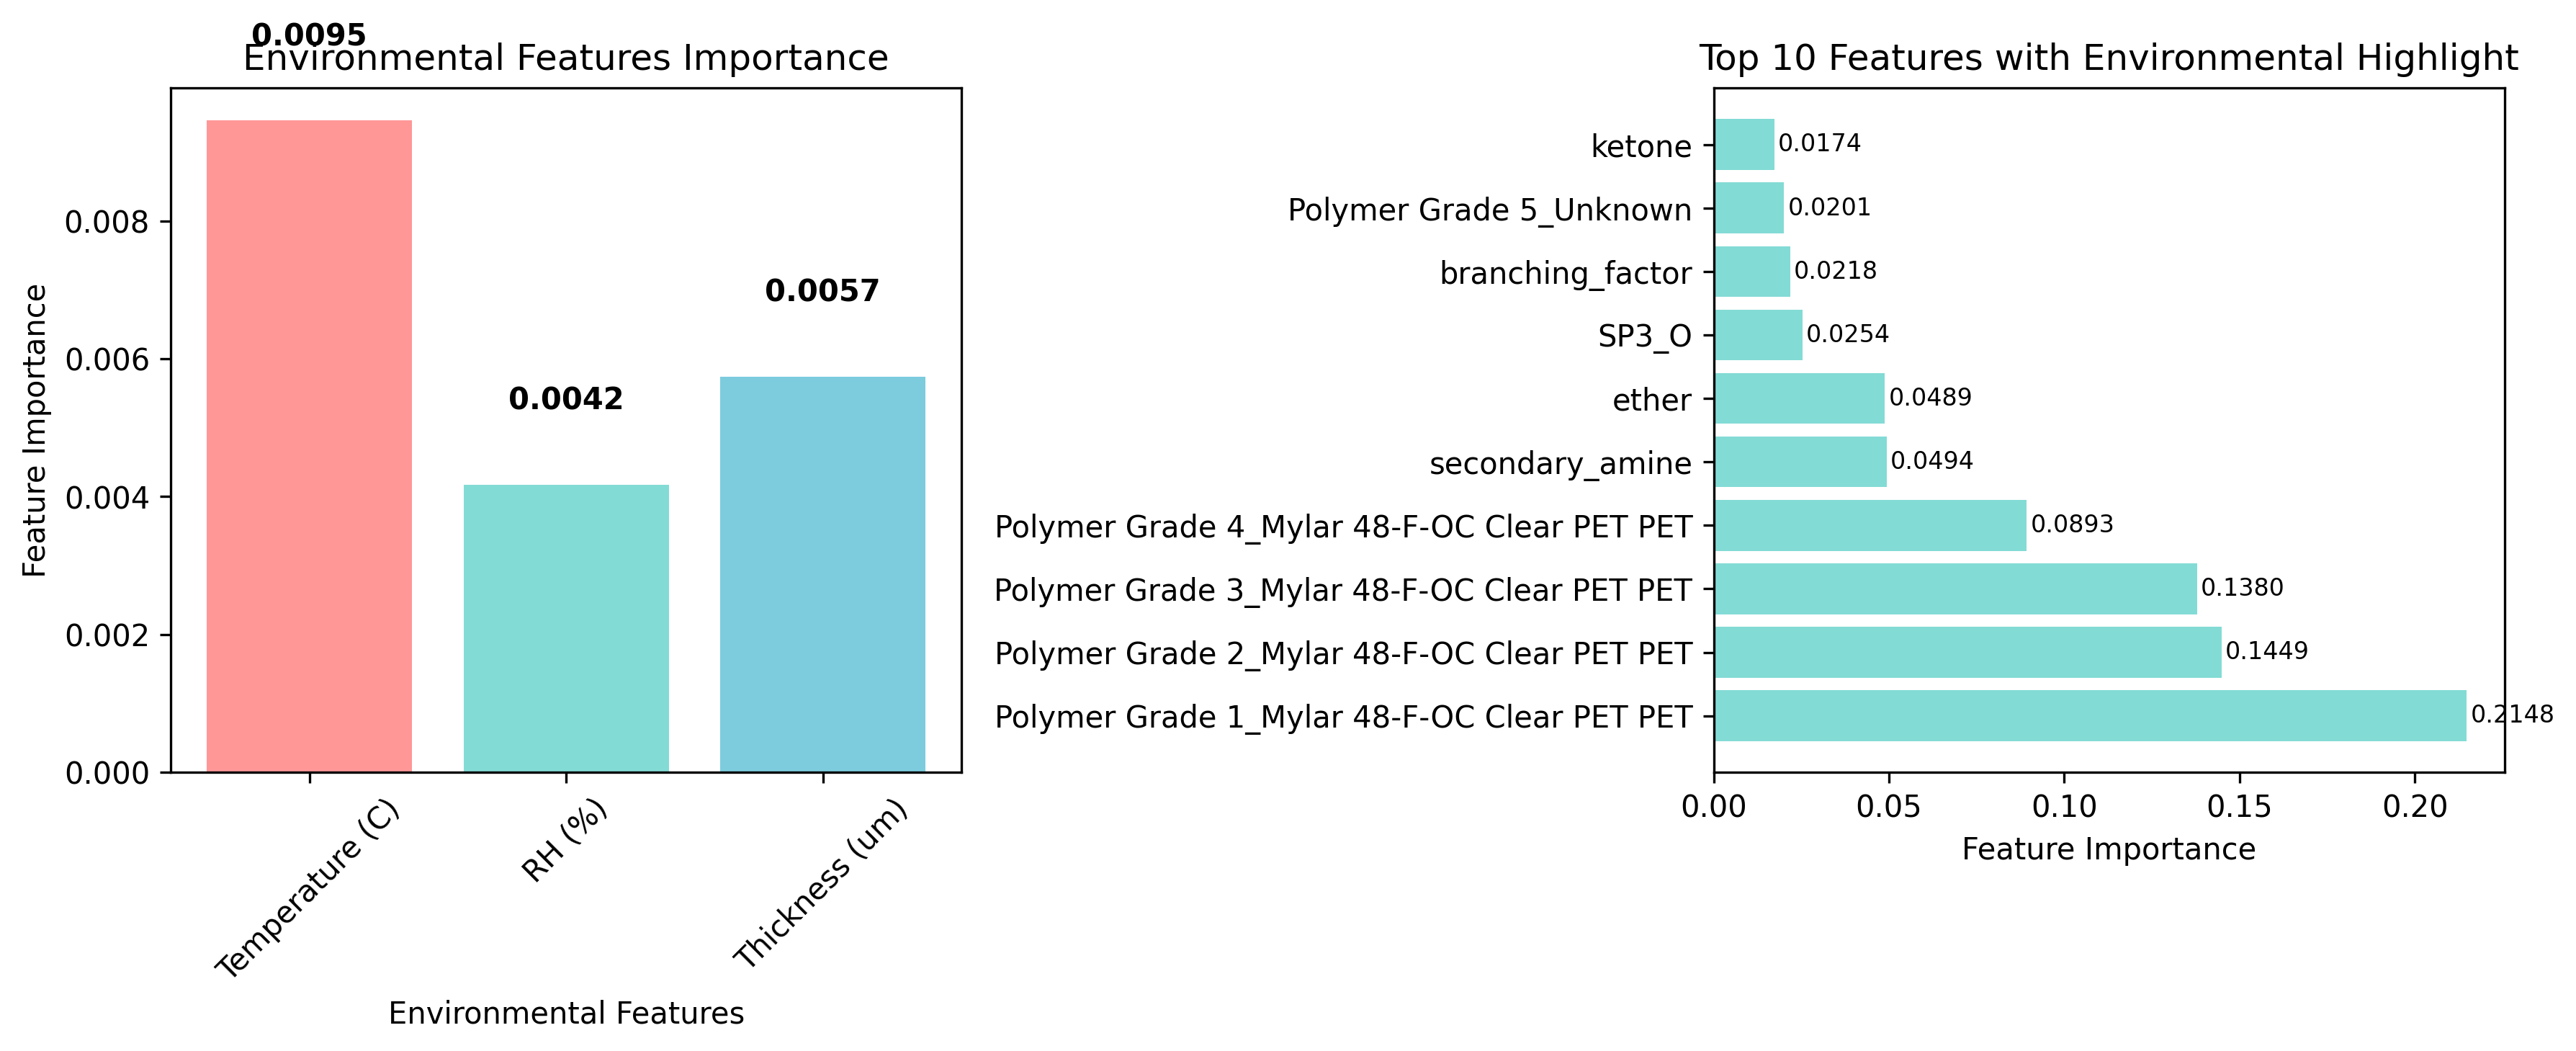 0.0095
Environmental Features Importance
Feature Importance
0.008
0.006
0.004
0.002
0.000
0.0042
0.0057
Temperature (C)
RH (%)
Thickness (um)
Environmental Features
Top 10 Features with Environmental Highlight
ketone
0.0174
Polymer Grade 5_Unknown
0.0201
branching_factor
0.0218
SP3_O
0.0254
ether
0.0489
secondary_amine
0.0494
Polymer Grade 4_Mylar 48-F-OC Clear PET PET
0.0893
Polymer Grade 3_Mylar 48-F-OC Clear PET PET
0.1380
Polymer Grade 2_Mylar 48-F-OC Clear PET PET
0.1449
Polymer Grade 1_Mylar 48-F-OC Clear PET PET
0.2148
0.00
0.05
0.10
0.15
0.20
Feature Importance